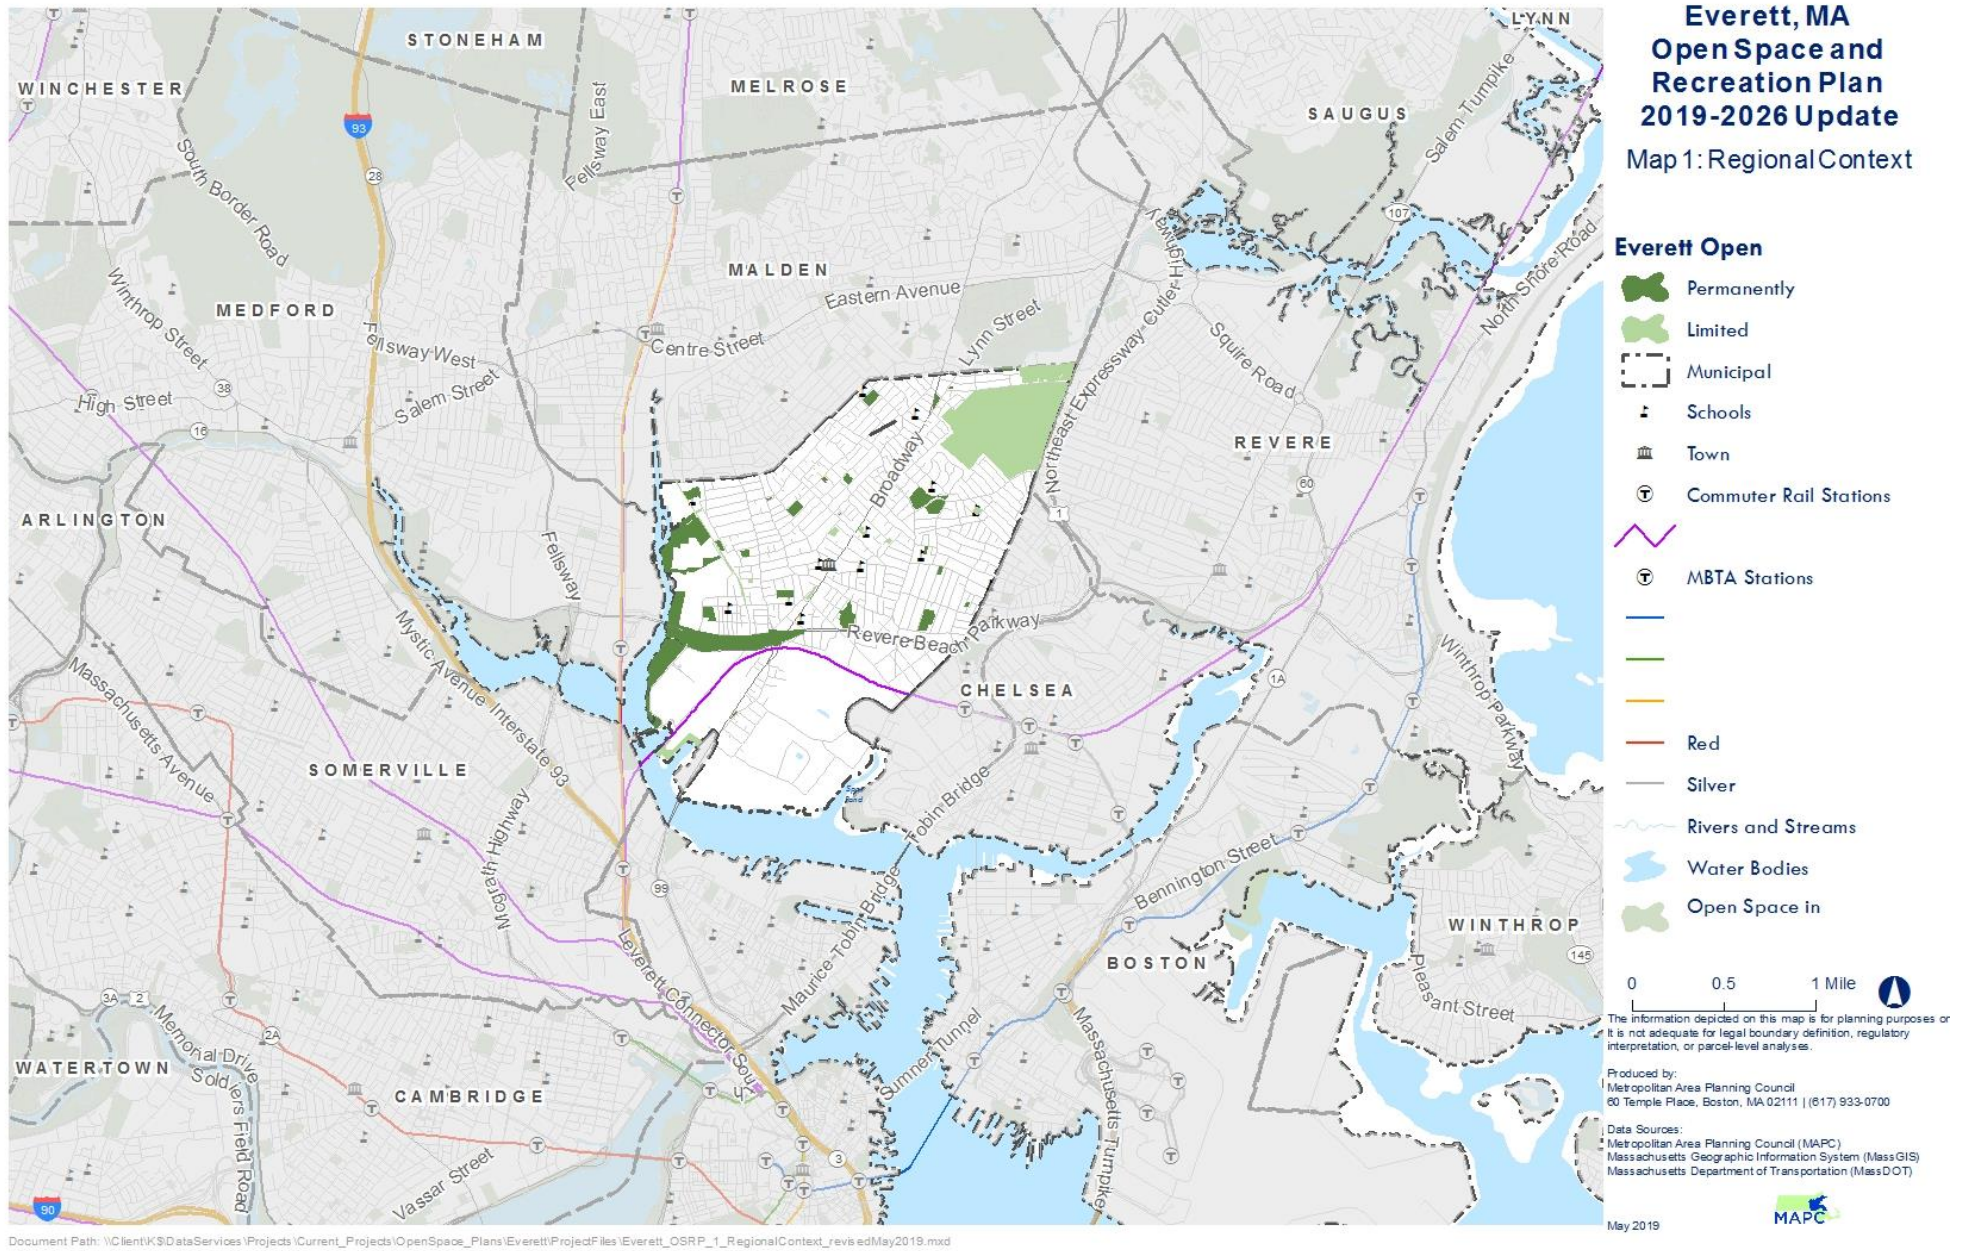 Everett, MA
Open Space and
Recreation Plan
2019-2026 Update
Map 1: Regional Context
Everett Open
Permanently
Limited
Municipal
Schools
Town
Commuter Rail Stations
MBTA Stations
Red
Silver
Rivers and Streams
Water Bodies
Open Space in
0 0.5 1 Mile
The information depicted on this map is for planning purposes or
It is not adequate for legal boundary definition, regulatory
interpretation, or parcel-level analyses.
Produced by:
Metropolitan Area Planning Council
60 Temple Place, Boston, MA 02111 | (617) 933-0700
Data Sources:
Metropolitan Area Planning Council (MAPC)
Massachusetts Geographic Information System (MassGIS)
Massachusetts Department of Transportation (MassDOT)
May 2019
MAPC
LYNN
STONEHAM
WINCHESTER
MELROSE
SAUGUS
Salem Turnpike
93
28
Fellsway East
South Border Road
107
Highway
North Shore Road
MALDEN
Eastern Avenue
MEDFORD
Winthrop Street
Fellsway West
Centre Street
Lynn Street
Northeast Expressway Cutler
Squire Road
38
High Street
Salem Street
16
REVERE
Broadway
60
1
ARLINGTON
Fellsway
Revere Beach Parkway
Mystic Avenue
Interstate 93
Massachusetts Avenue
CHELSEA
1A
Winthrop Parkway
SOMERVILLE
Mcgrath Highway
Tobin Bridge
99
Bennington Street
Maurice Tobin Bridge
WINTHROP
145
BOSTON
Pleasant Street
Leverett Connector Sou
3A
2
Memorial Drive
2A
Sumner Tunnel
Massachusetts Turnpike
WATERTOWN
Soldiers Field Road
CAMBRIDGE
Vassar Street
3
90
Document Path: \\Client\K$\DataServices\Projects\Current_Projects\OpenSpace_Plans\Everett\ProjectFiles\Everett_OSRP_1_RegionalContext_revisedMay2019.mxd